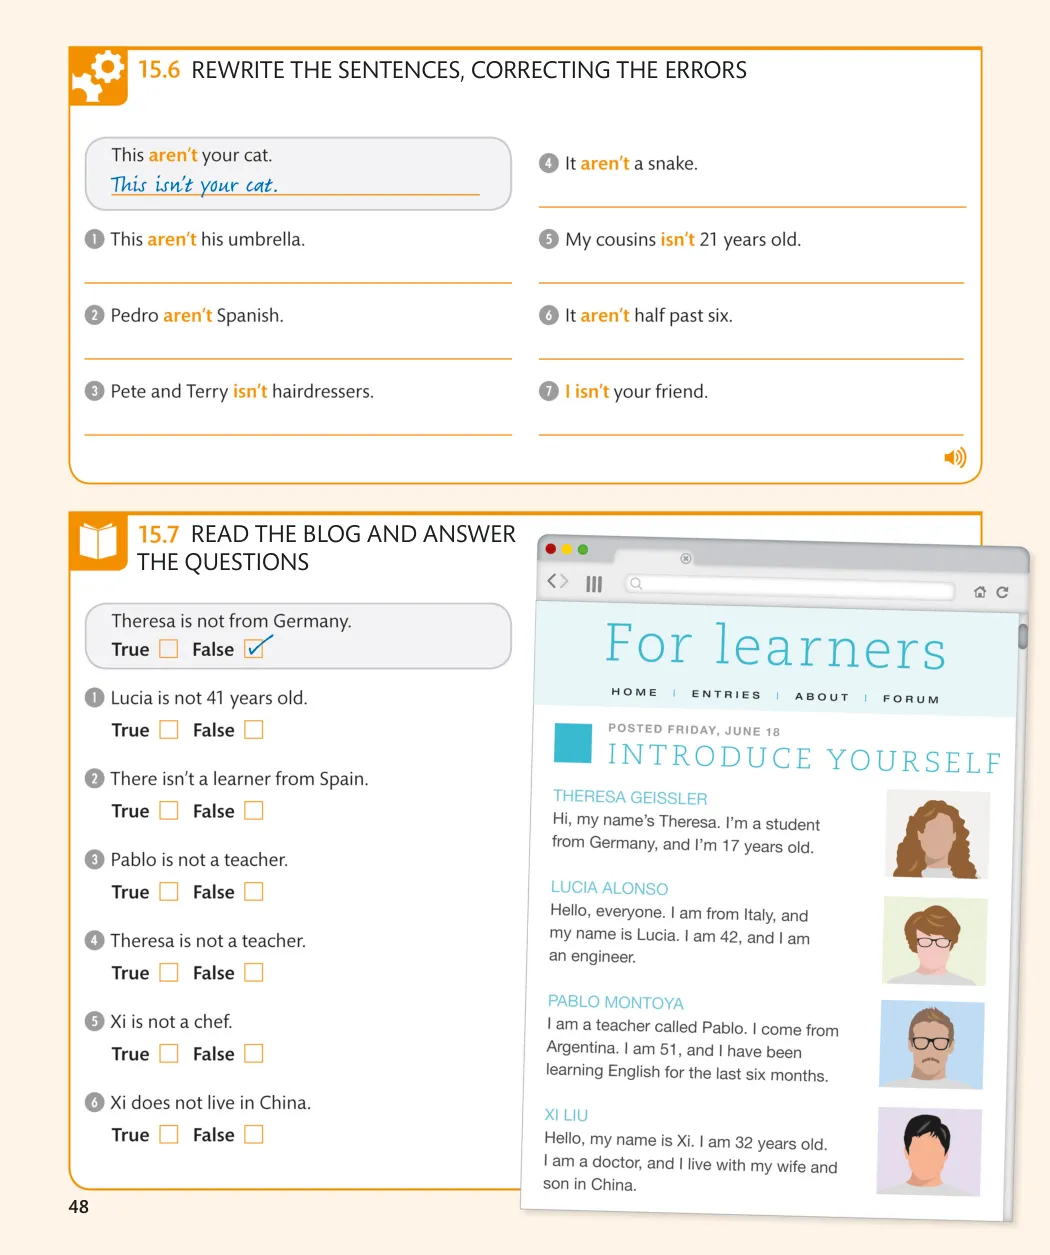 15.6 REWRITE THE SENTENCES, CORRECTING THE ERRORS
This aren't your cat.
This isn't your cat.
1 This aren't his umbrella.
2 Pedro aren't Spanish.
3 Pete and Terry isn't hairdressers.
4 It aren't a snake.
5 My cousins isn't 21 years old.
6 It aren't half past six.
7 I isn't your friend.
15.7 READ THE BLOG AND ANSWER
THE QUESTIONS
Theresa is not from Germany.
True False
1 Lucia is not 41 years old.
True False
2 There isn't a learner from Spain.
True False
3 Pablo is not a teacher.
True False
4 Theresa is not a teacher.
True False
5 Xi is not a chef.
True False
6 Xi does not live in China.
True False
For learners
HOME | ENTRIES | ABOUT | FORUM
POSTED FRIDAY, JUNE 18
INTRODUCE YOURSELF
THERESA GEISSLER
Hi, my name's Theresa. I'm a student
from Germany, and I'm 17 years old.
LUCIA ALONSO
Hello, everyone. I am from Italy, and
my name is Lucia. I am 42, and I am
an engineer.
PABLO MONTOYA
I am a teacher called Pablo. I come from
Argentina. I am 51, and I have been
learning English for the last six months.
XI LIU
Hello, my name is Xi. I am 32 years old.
I am a doctor, and I live with my wife and
son in China.
48